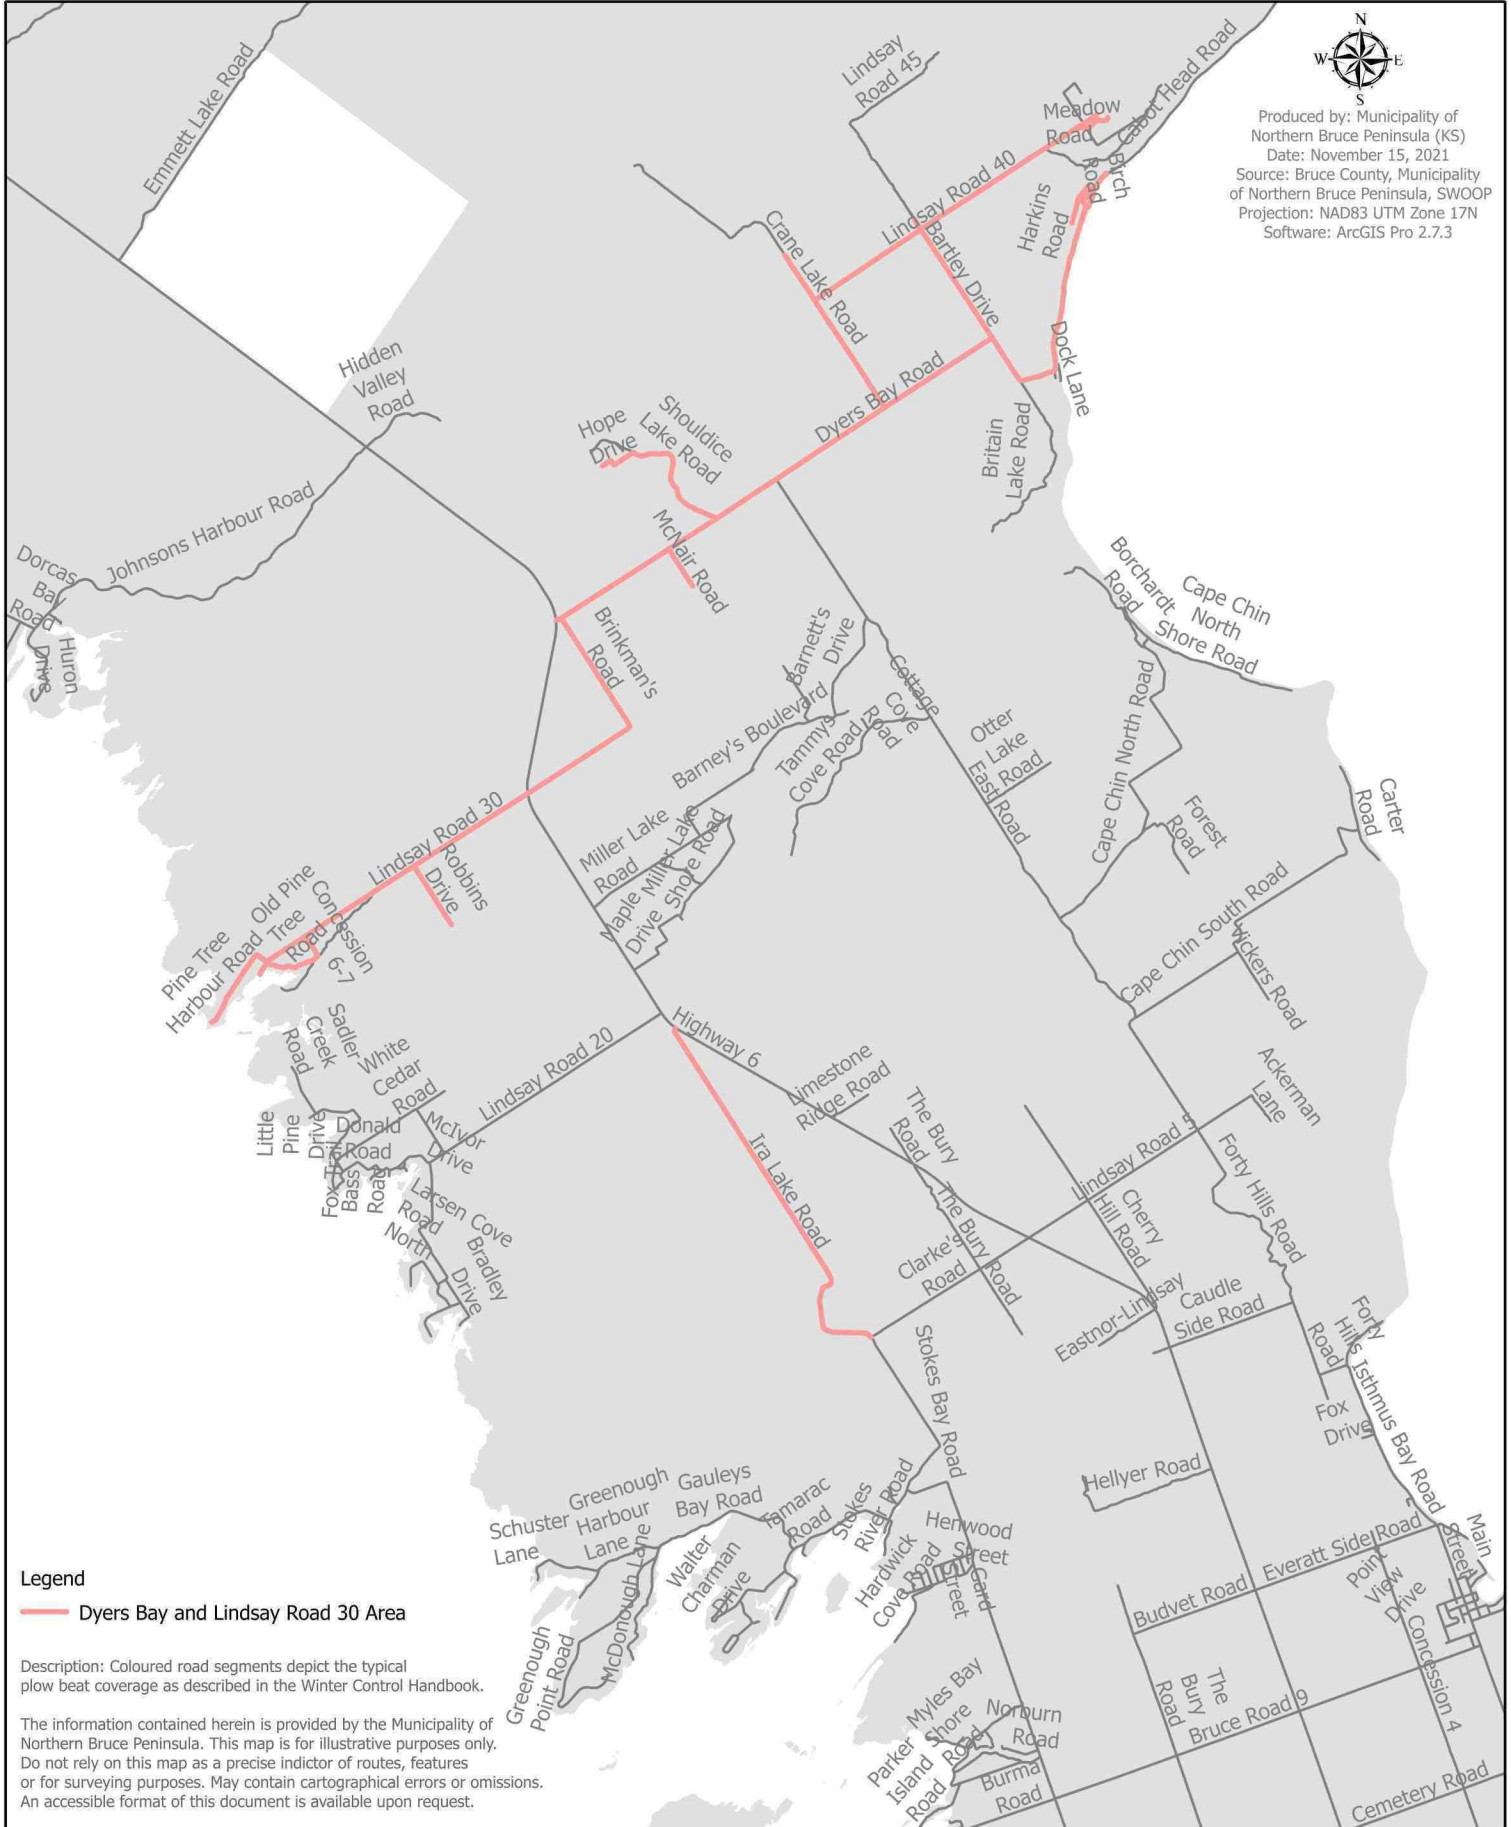 N
W
E
S
Produced by: Municipality of
Northern Bruce Peninsula (KS)
Date: November 15, 2021
Source: Bruce County, Municipality
of Northern Bruce Peninsula, SWOOP
Projection: NAD83 UTM Zone 17N
Software: ArcGIS Pro 2.7.3
Emmett Lake Road
Lindsay
Road 45
Meadow
Road
Cabot Head Road
Birch
Road
Lindsay Road 40
Harkins
Road
Crane Lake Road
Bartley Drive
Dock Lane
Hidden
Valley
Road
Dyers Bay Road
Hope
Drive
Shouldice
Lake Road
Britain
Lake Road
Johnsons Harbour Road
McNair Road
Dorcas
Bay
Road
Huron
Drive
Borchardt
Road
Cape Chin
North
Shore Road
Brinkman's
Road
Barnett's
Drive
Cottage
Cove
Road
Barney's Boulevard
Tammys
Cove Road
Otter
Lake
Road
East Road
Cape Chin North Road
Carter
Road
Forest
Road
Lindsay Road 30
Miller Lake
Road
Miller Lake
Shore Road
Maple
Drive
Robbins
Drive
Old Pine
Tree
Road
Concession
6-7
Pine Tree
Harbour Road
Cape Chin South Road
Vickers Road
Sadler
Creek
Road
White
Cedar
Road
Lindsay Road 20
Highway 6
Limestone
Ridge Road
The Bury
Road
Ackerman
Lane
Little
Pine
Drive
Donald
Road
McIvor
Drive
Fox Trail
Bass
Road
Larsen Cove
Road
North
Bradley
Drive
Ira Lake Road
Lindsay Road 5
Cherry
Hill Road
Forty Hills Road
The Bury Road
Clarke's
Road
Eastnor-Lindsay
Caudle
Side Road
Forty
Hills
Road
Stokes Bay Road
Isthmus Bay Road
Fox
Drive
Hellyer Road
Greenough
Harbour
Lane
Gauleys
Bay Road
Tamarac
Road
Stokes
River Road
Schuster
Lane
Henwood
Street
Hardwick
Cove Road
Card
Street
Walter
Charman
Drive
McDonough Lane
Greenough
Point Road
Main
Street
Everatt Side Road
Point
View
Drive
Budvet Road
Concession 4
The
Bury
Road
Bruce Road 9
Myles Bay
Shore
Road
Norburn
Road
Parker
Island
Road
Burma
Road
Cemetery Road
Legend
Dyers Bay and Lindsay Road 30 Area
Description: Coloured road segments depict the typical
plow beat coverage as described in the Winter Control Handbook.
The information contained herein is provided by the Municipality of
Northern Bruce Peninsula. This map is for illustrative purposes only.
Do not rely on this map as a precise indictor of routes, features
or for surveying purposes. May contain cartographical errors or omissions.
An accessible format of this document is available upon request.